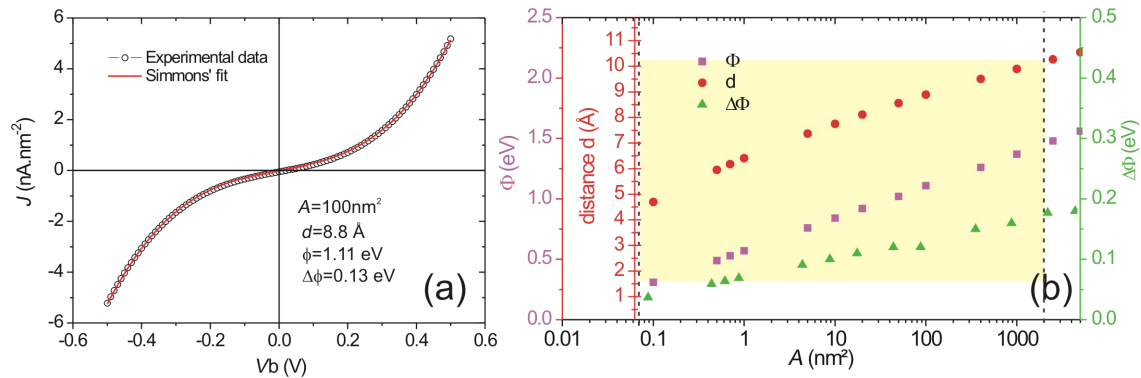 6
4
2
0
-2
-4
-6
J (nA.nm⁻²)
Experimental data
Simmons' fit
A=100nm²
d=8.8 Å
ϕ=1.11 eV
Δϕ=0.13 eV
(a)
-0.6 -0.4 -0.2 0.0 0.2 0.4 0.6
Vb (V)
2.5
2.0
1.5
1.0
0.5
0.0
Φ (eV)
11
10
9
8
7
6
5
4
3
2
1
distance d (Å)
Φ
d
ΔΦ
(b)
0.5
0.4
0.3
0.2
0.1
0.0
ΔΦ (eV)
0.01 0.1 1 10 100 1000
A (nm²)